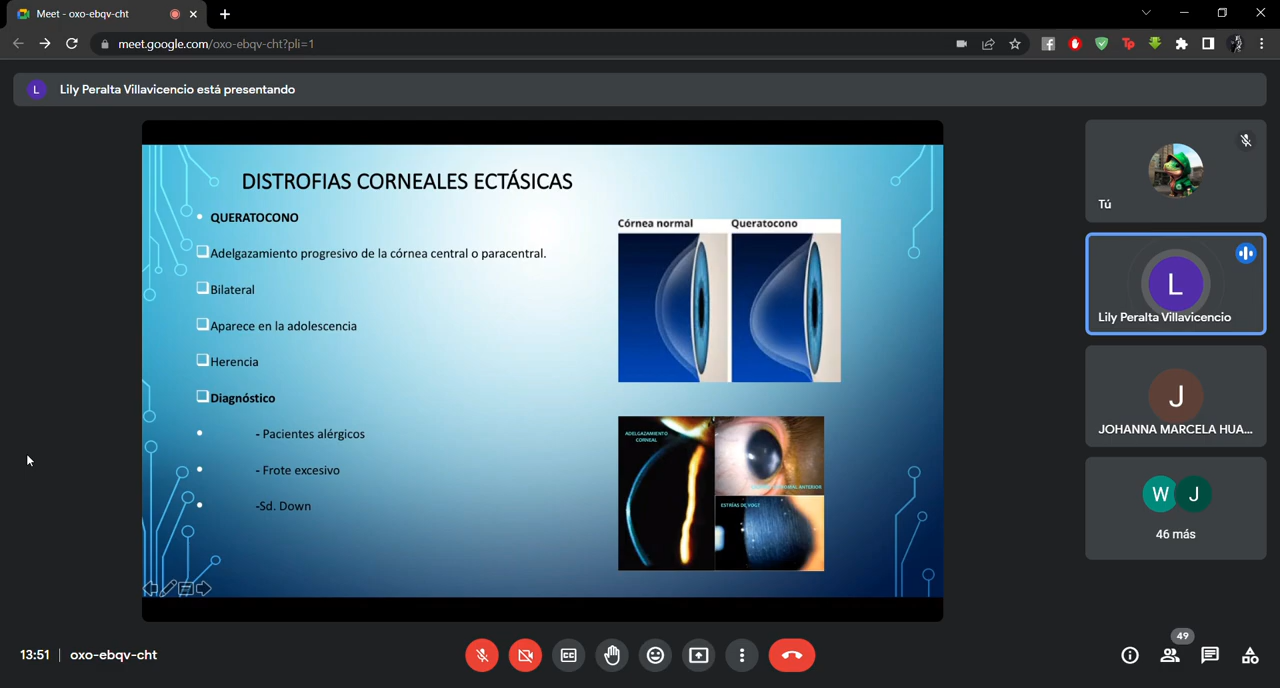 Meet - oxo-ebqv-cht
meet.google.com/oxo-ebqv-cht?pli=1
L
Lily Peralta Villavicencio está presentando
DISTROFIAS CORNEALES ECTÁSICAS
QUERATOCONO
Adelgazamiento progresivo de la córnea central o paracentral.
Bilateral
Aparece en la adolescencia
Herencia
Diagnóstico
- Pacientes alérgicos
- Frote excesivo
-Sd. Down
Córnea normal
Queratocono
ADELGAZAMIENTO
CORNEAL
ANTERIOR
ESTRÍAS DE VOGT
Tú
L
Lily Peralta Villavicencio
J
JOHANNA MARCELA HUA...
W J
46 más
13:51 | oxo-ebqv-cht
49